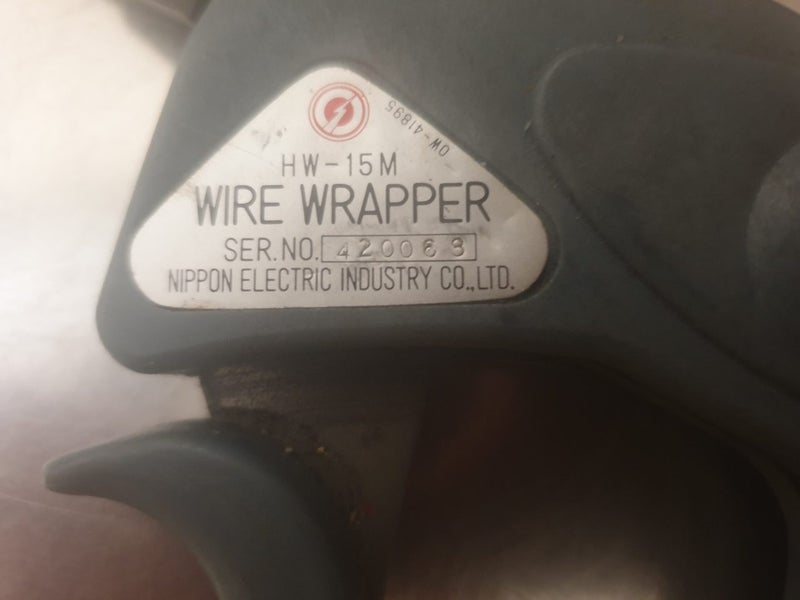 OW-41895
HW-15M
WIRE WRAPPER
SER.NO. 420063
NIPPON ELECTRIC INDUSTRY CO.,LTD.